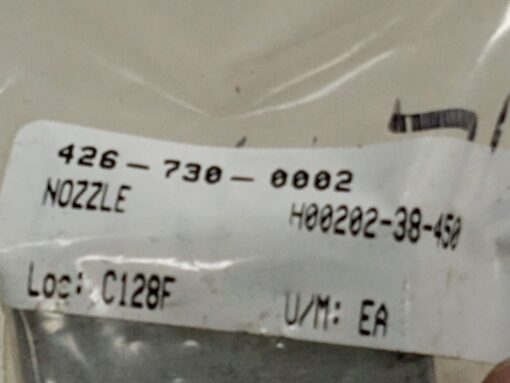 426-730-0002
NOZZLE H00202-38-450
Loc: C128F U/M: EA